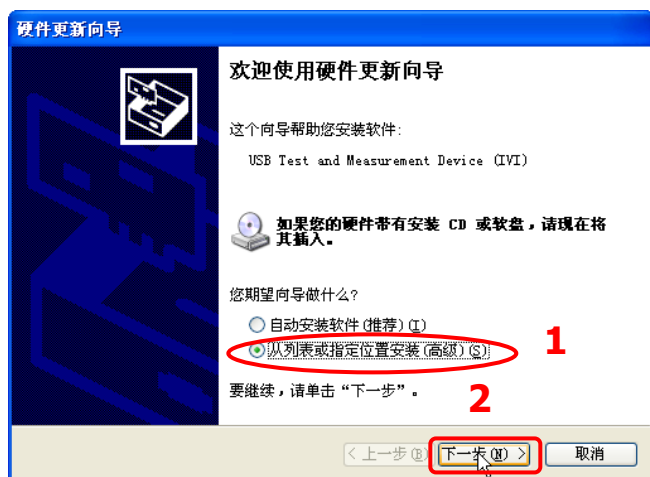 硬件更新向导
欢迎使用硬件更新向导
这个向导帮助您安装软件:
USB Test and Measurement Device (IVI)
如果您的硬件带有安装 CD 或软盘，请现在将
其插入。
您期望向导做什么?
自动安装软件(推荐)(I)
从列表或指定位置安装(高级)(S)
1
要继续，请单击“下一步”。
2
< 上一步(B) 下一步(N) > 取消